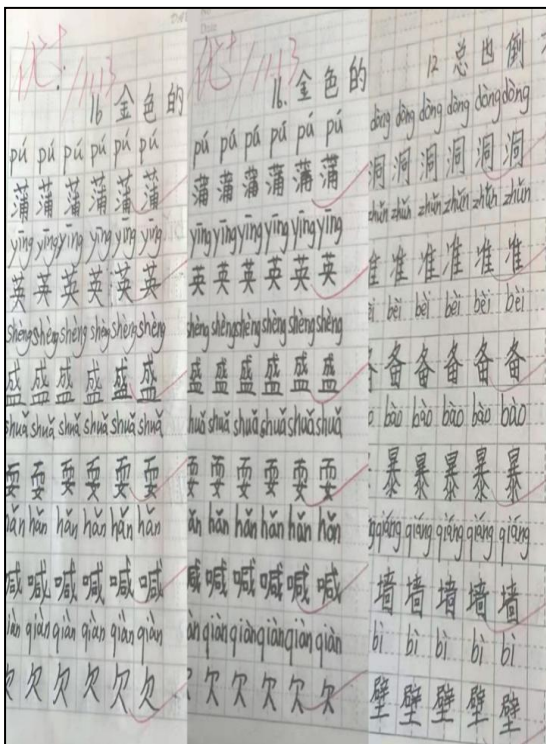 优+ 11.13
16 金色的
pú pú pú pú pú pú
蒲 蒲 蒲 蒲 蒲 蒲
yīng yīng yīng yīng yīng yīng
英 英 英 英 英 英
shèng shèng shèng shèng shèng shèng
盛 盛 盛 盛 盛 盛
shuǎ shuǎ shuǎ shuǎ shuǎ shuǎ
耍 耍 耍 耍 耍 耍
hǎn hǎn hǎn hǎn hǎn hǎn
喊 喊 喊 喊 喊 喊
qiàn qiàn qiàn qiàn qiàn
欠 欠 欠 欠 欠
优+ 11.13
16.金色的
pú pú pú pú pú pú
蒲 蒲 蒲 蒲 蒲 蒲
yīng yīng yīng yīng yīng yīng
英 英 英 英 英 英
shèng shèng shèng shèng shèng shèng
盛 盛 盛 盛 盛 盛
shuǎ shuǎ shuǎ shuǎ shuǎ
耍 耍 耍 耍 耍 耍
hǎn hǎn hǎn hǎn hǎn
喊 喊 喊 喊 喊 喊
qiàn qiàn qiàn qiàn qiàn
欠 欠 欠 欠 欠
12 总也倒
dòng dòng dòng dòng dòng dòng
洞 洞 洞 洞 洞 洞
zhǔn zhǔn zhǔn zhǔn zhǔn zhǔn
准 准 准 准 准 准
bèi bèi bèi bèi bèi
备 备 备 备 备 备
bào bào bào bào
暴 暴 暴 暴 暴
qiáng qiáng qiáng qiáng qiáng
墙 墙 墙 墙 墙
bì bì bì bì bì
壁 壁 壁 壁 壁